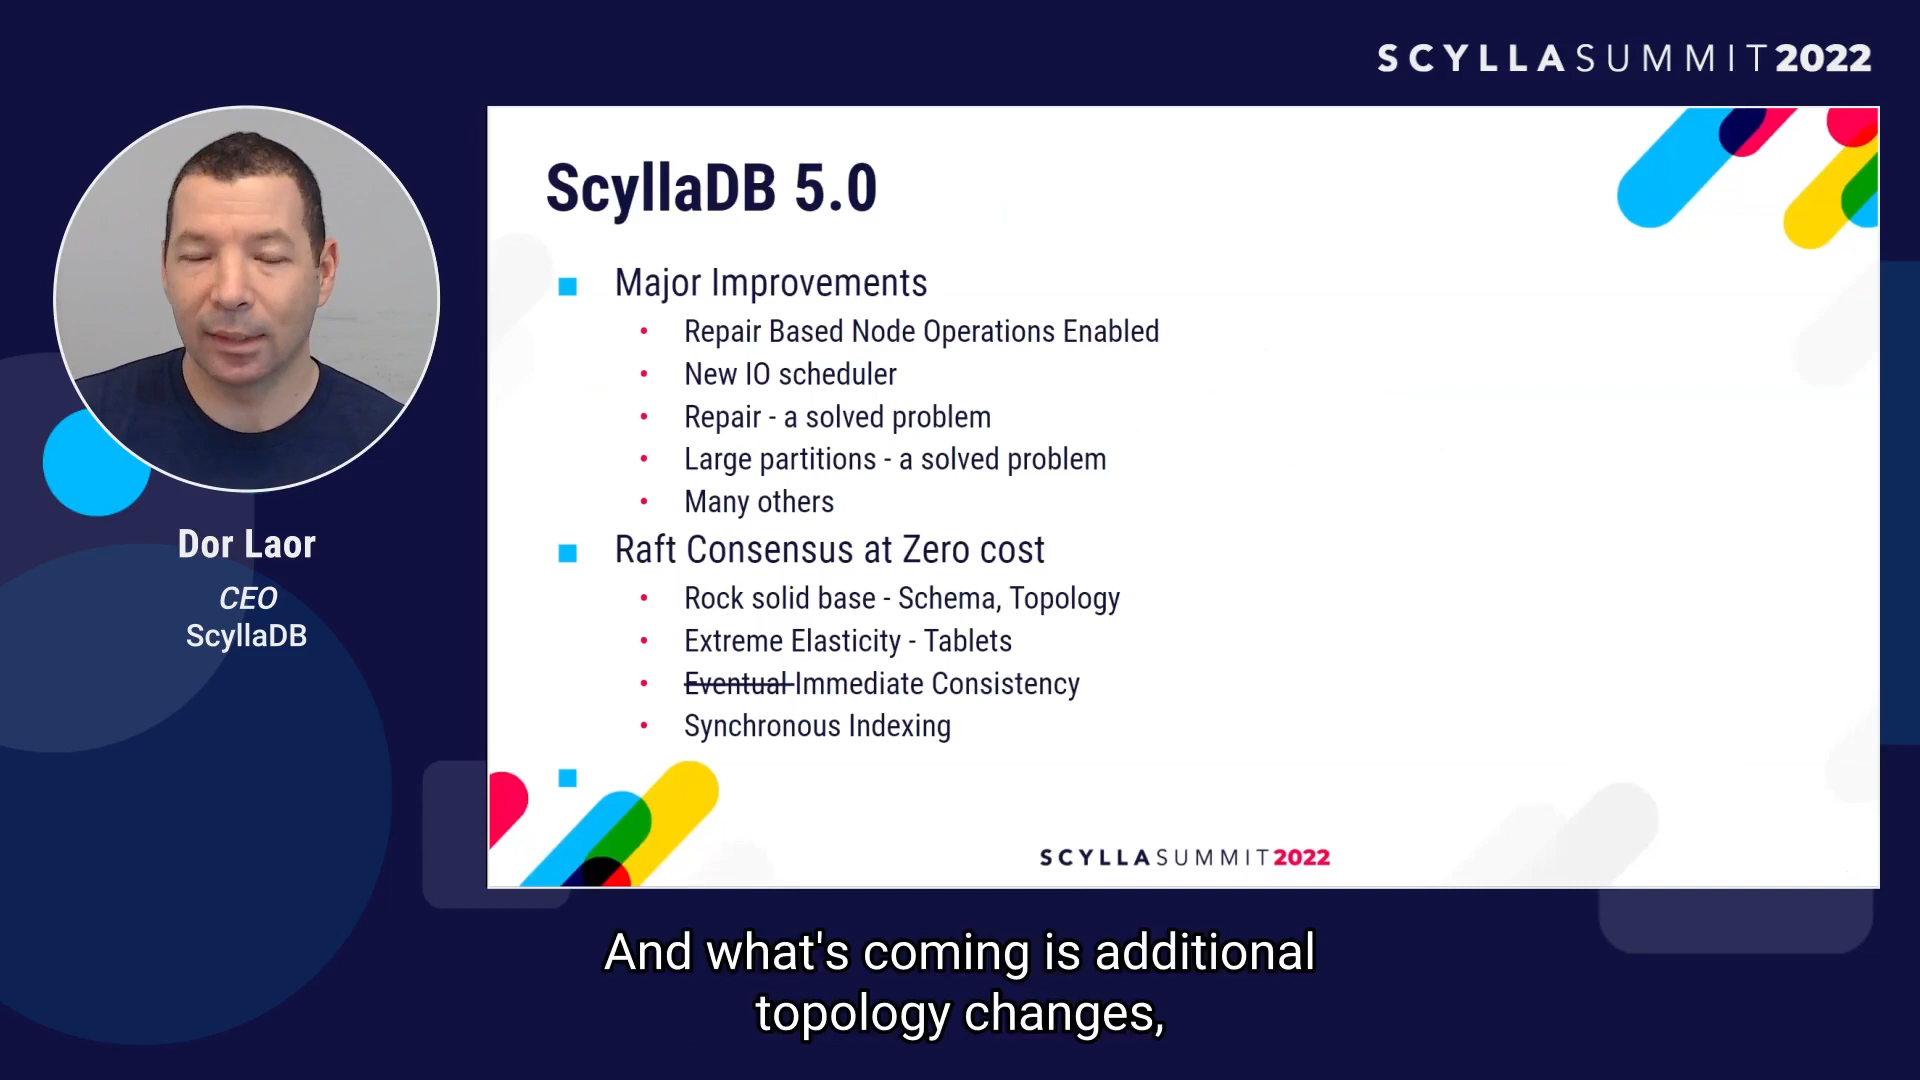 SCYLLASUMMIT2022
Dor Laor
CEO
ScyllaDB
ScyllaDB 5.0
Major Improvements
Repair Based Node Operations Enabled
New IO scheduler
Repair - a solved problem
Large partitions - a solved problem
Many others
Raft Consensus at Zero cost
Rock solid base - Schema, Topology
Extreme Elasticity - Tablets
Eventual Immediate Consistency
Synchronous Indexing
SCYLLASUMMIT2022
And what's coming is additional
topology changes,